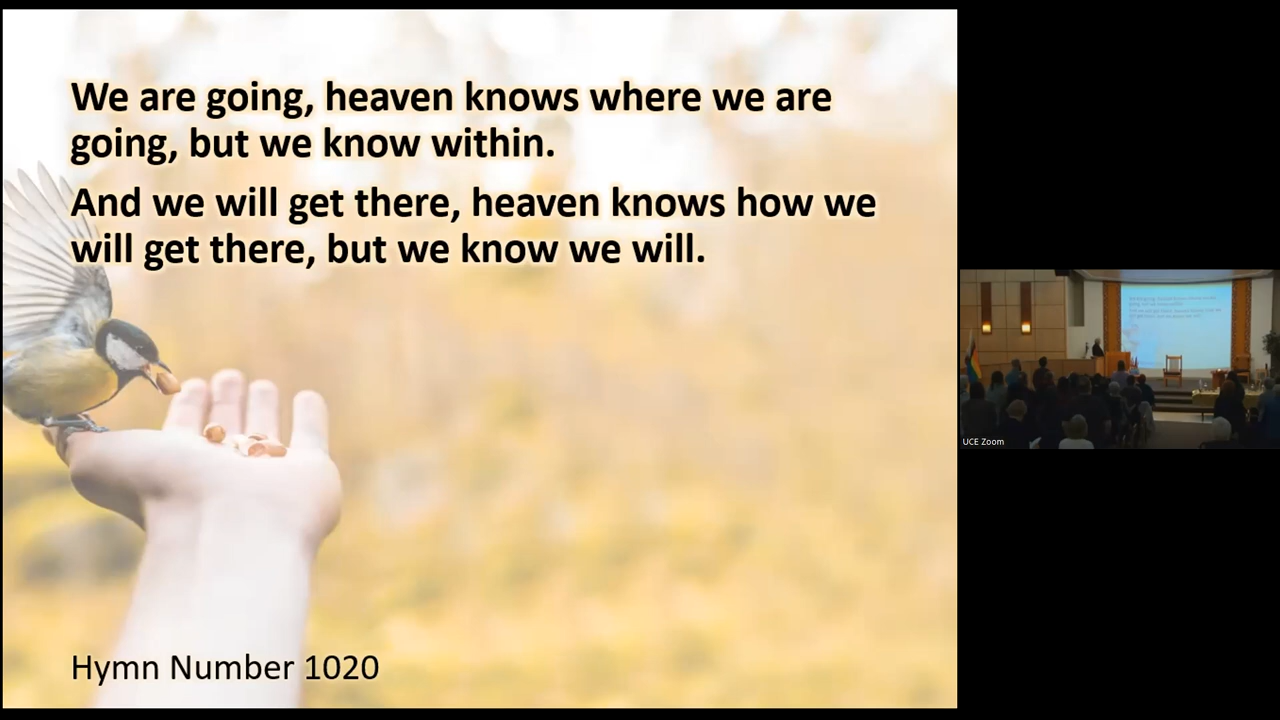 We are going, heaven knows where we are
going, but we know within.
And we will get there, heaven knows how we
will get there, but we know we will.
Hymn Number 1020
UCE Zoom